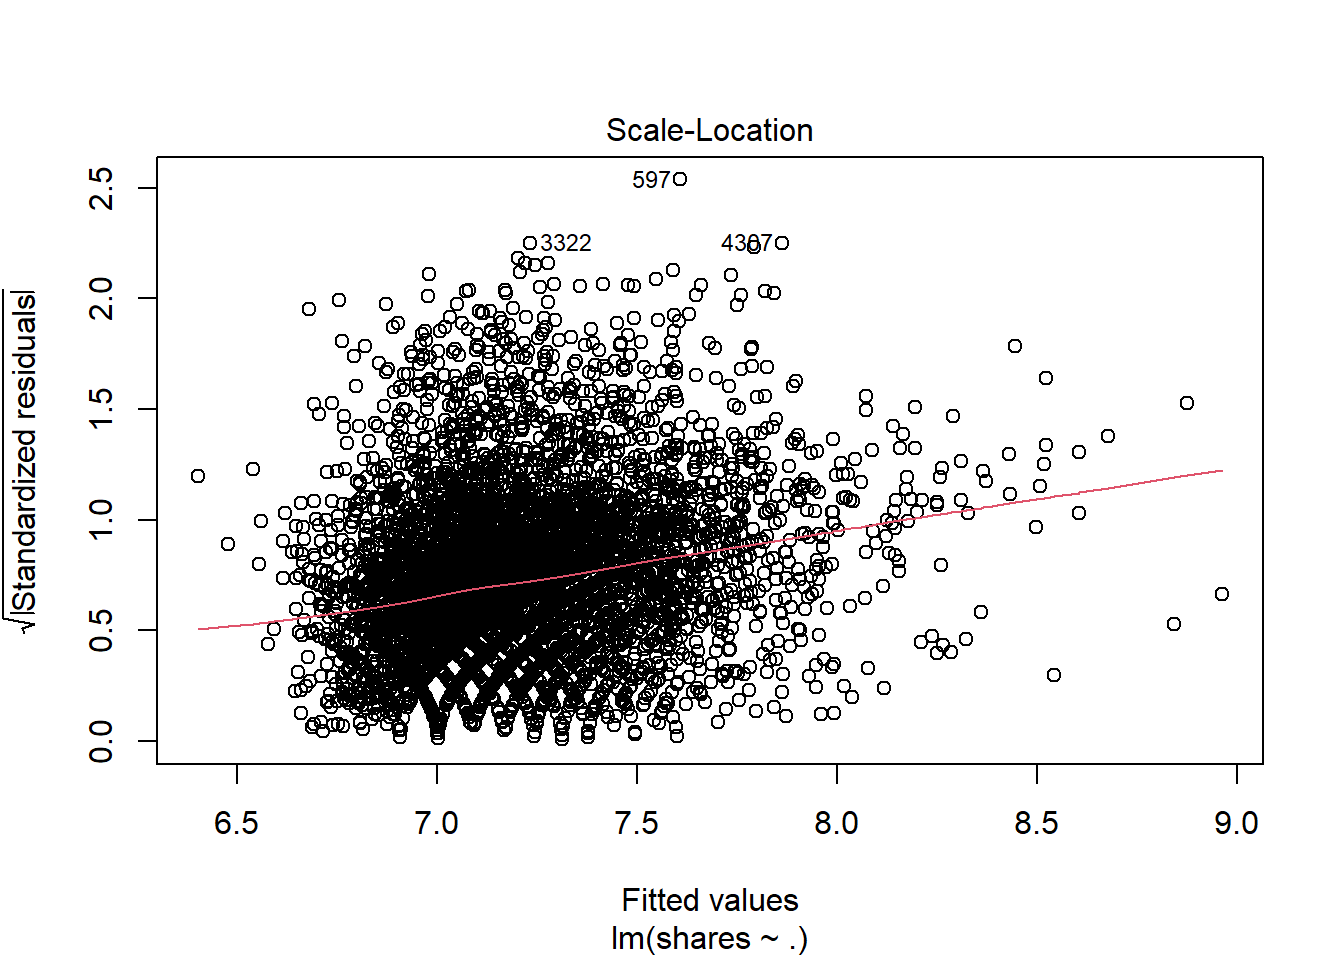 Scale-Location
√|Standardized residuals|
2.5
2.0
1.5
1.0
0.5
0.0
597
3322
4307
6.5 7.0 7.5 8.0 8.5 9.0
Fitted values
lm(shares ~ .)